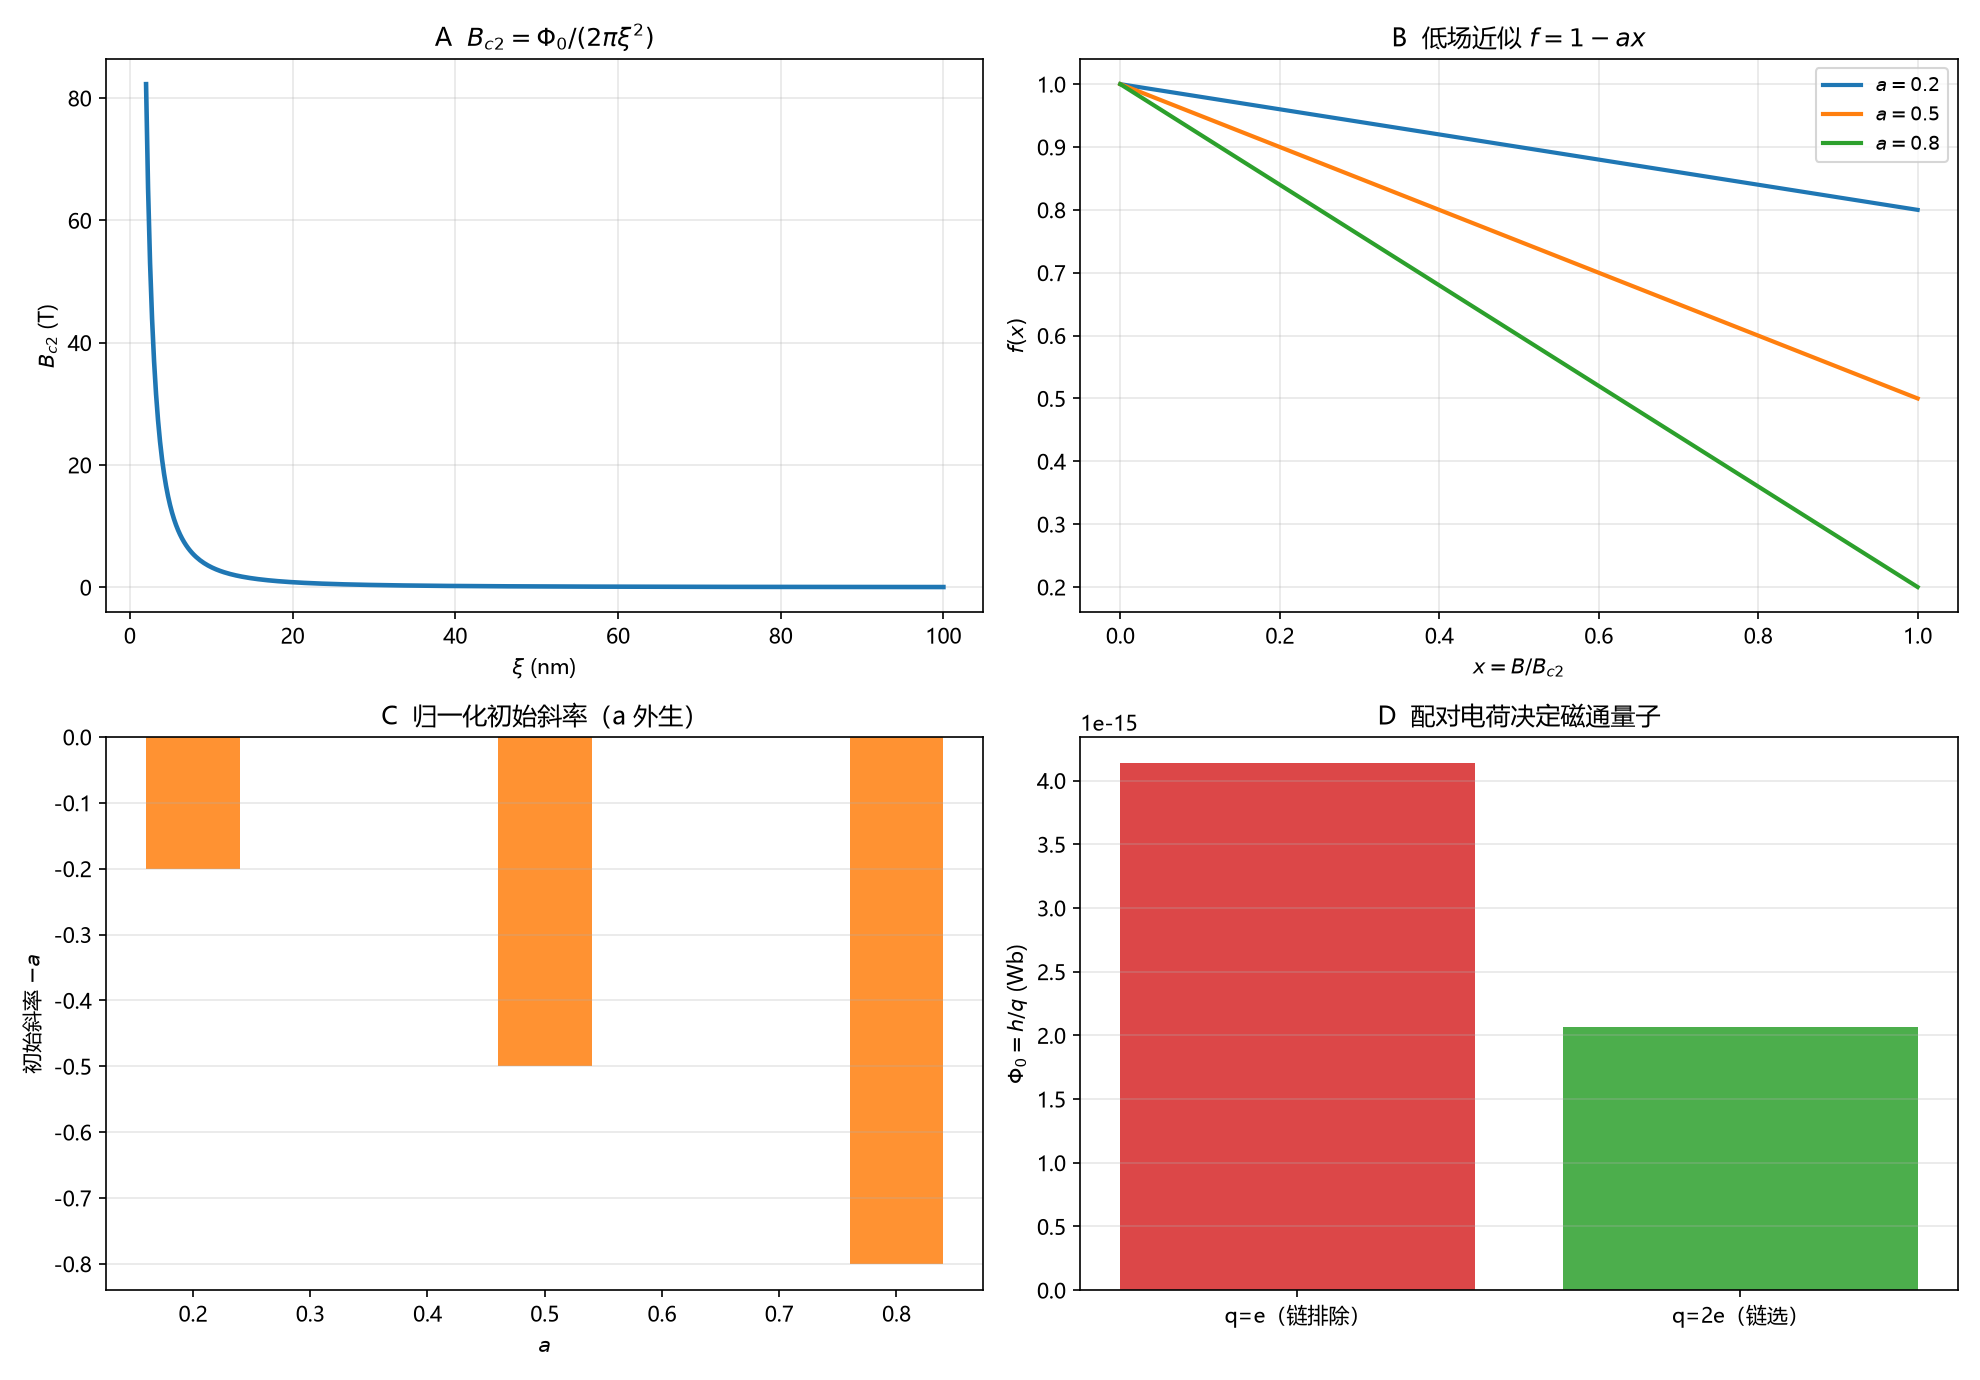 A  B_{c2} = Φ_0/(2πξ^2)
80
60
40
20
0
B_{c2} (T)
0 20 40 60 80 100
ξ (nm)
B  低场近似 f = 1 − ax
a = 0.2
a = 0.5
a = 0.8
1.0
0.9
0.8
0.7
0.6
0.5
0.4
0.3
0.2
f(x)
0.0 0.2 0.4 0.6 0.8 1.0
x = B/B_{c2}
C  归一化初始斜率（a 外生）
0.0
-0.1
-0.2
-0.3
-0.4
-0.5
-0.6
-0.7
-0.8
初始斜率 −a
0.2 0.3 0.4 0.5 0.6 0.7 0.8
a
D  配对电荷决定磁通量子
1e-15
4.0
3.5
3.0
2.5
2.0
1.5
1.0
0.5
0.0
Φ_0 = h/q (Wb)
q=e（链排除） q=2e（链选）